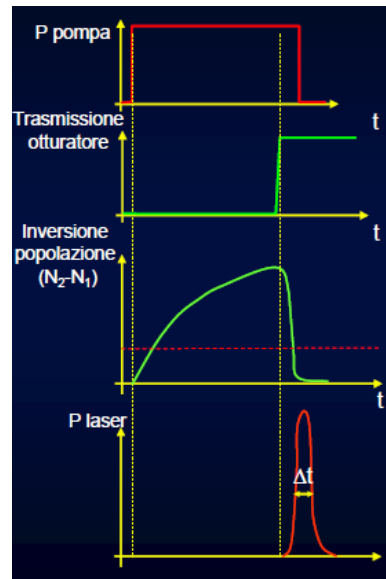 P pompa
t
Trasmissione
otturatore
t
Inversione
popolazione
(N₂-N₁)
t
P laser
Δt